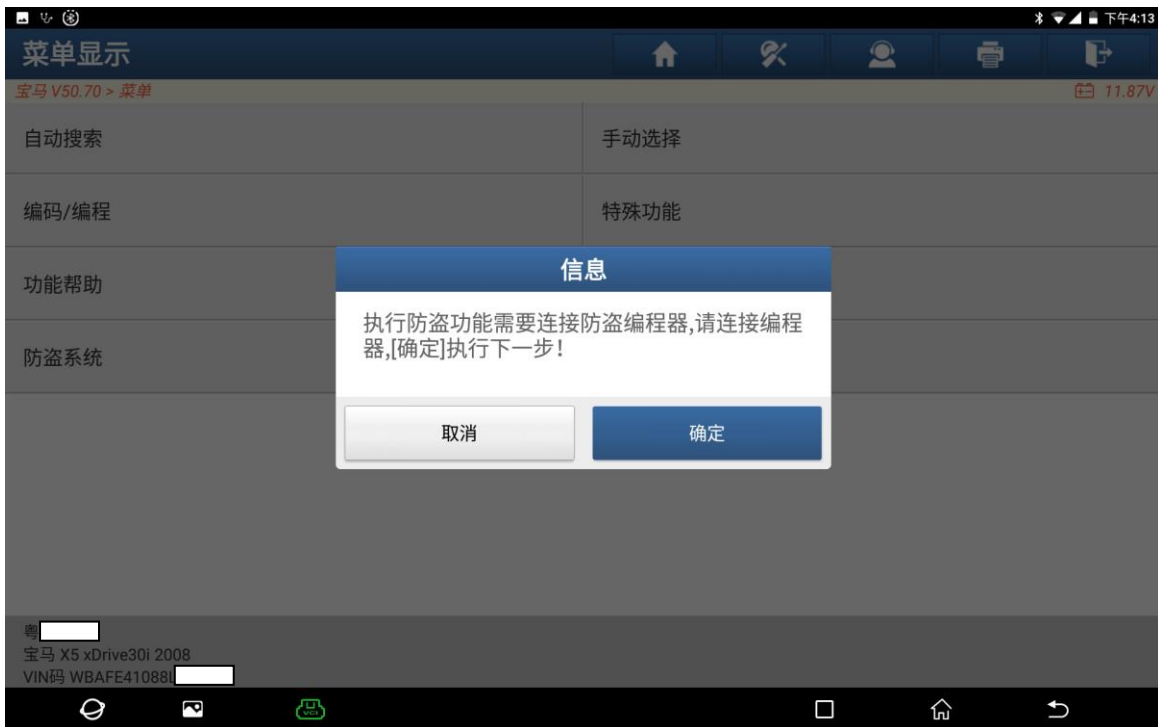 下午4:13
菜单显示
宝马 V50.70 > 菜单
11.87V
自动搜索
手动选择
编码/编程
特殊功能
功能帮助
防盗系统
信息
执行防盗功能需要连接防盗编程器,请连接编程
器,[确定]执行下一步！
取消
确定
粤
宝马 X5 xDrive30i 2008
VIN码 WBAFE41088L
VCI